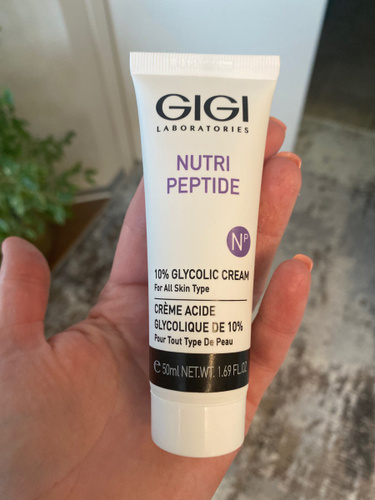 GIGI
LABORATORIES
NUTRI
PEPTIDE
NP
10% GLYCOLIC CREAM
For All Skin Type
CRÈME ACIDE
GLYCOLIQUE DE 10%
Pour Tout Type De Peau
℮ 50ml NET.WT. 1.69 FL.OZ